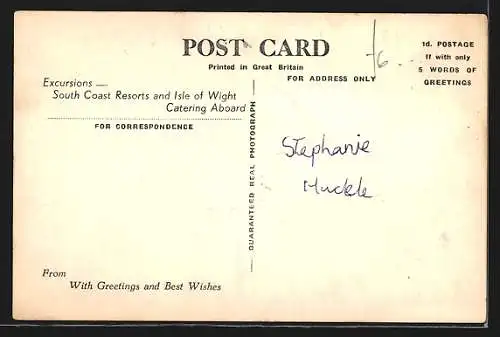 POST CARD
Printed in Great Britain
FOR ADDRESS ONLY
1d. POSTAGE
If with only
5 WORDS OF
GREETINGS
/6
Excursions —
South Coast Resorts and Isle of Wight
Catering Aboard
FOR CORRESPONDENCE
GUARANTEED REAL PHOTOGRAPH
Stephanie
Huckle
From
With Greetings and Best Wishes